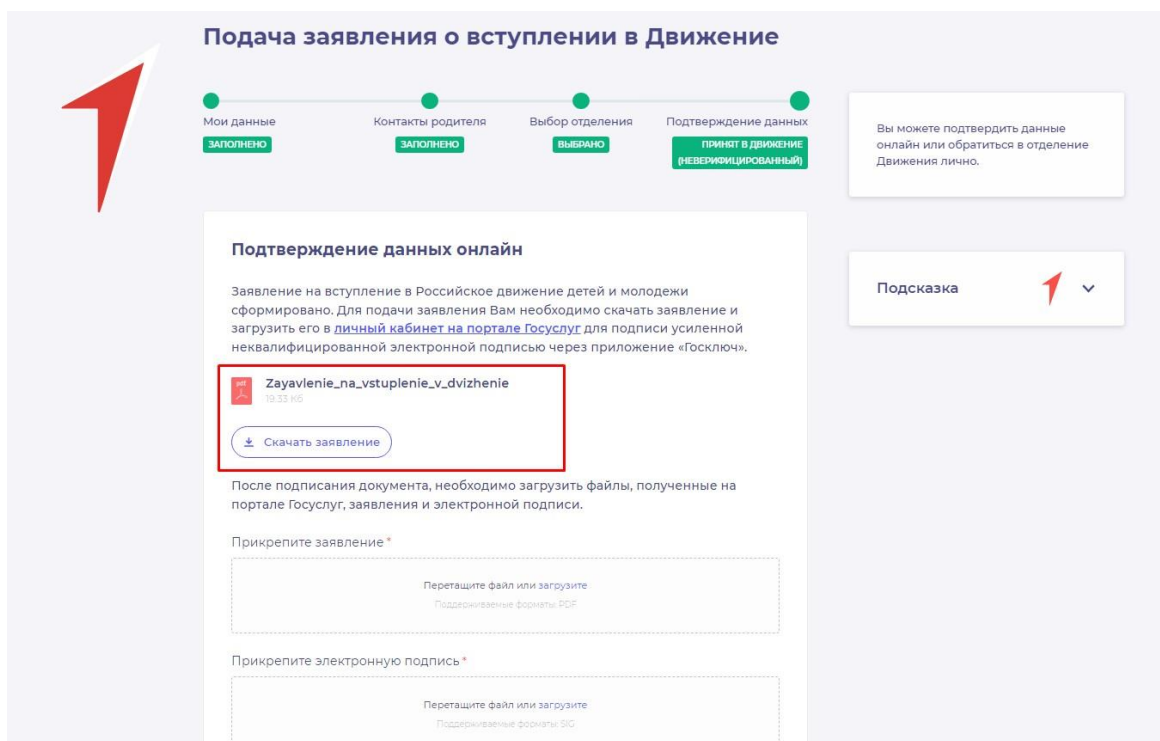 Подача заявления о вступлении в Движение
Мои данные
ЗАПОЛНЕНО
Контакты родителя
ЗАПОЛНЕНО
Выбор отделения
ВЫБРАНО
Подтверждение данных
ПРИНЯТ В ДВИЖЕНИЕ
(НЕВЕРИФИЦИРОВАННЫЙ)
Вы можете подтвердить данные
онлайн или обратиться в отделение
Движения лично.
Подсказка
Подтверждение данных онлайн
Заявление на вступление в Российское движение детей и молодежи
сформировано. Для подачи заявления Вам необходимо скачать заявление и
загрузить его в личный кабинет на портале Госуслуг для подписи усиленной
неквалифицированной электронной подписью через приложение «Госключ».
pdf
Zayavlenie_na_vstuplenie_v_dvizhenie
19.33 Кб
Скачать заявление
После подписания документа, необходимо загрузить файлы, полученные на
портале Госуслуг, заявления и электронной подписи.
Прикрепите заявление *
Перетащите файл или загрузите
Поддерживаемые форматы: PDF
Прикрепите электронную подпись *
Перетащите файл или загрузите
Поддерживаемые форматы: SIG